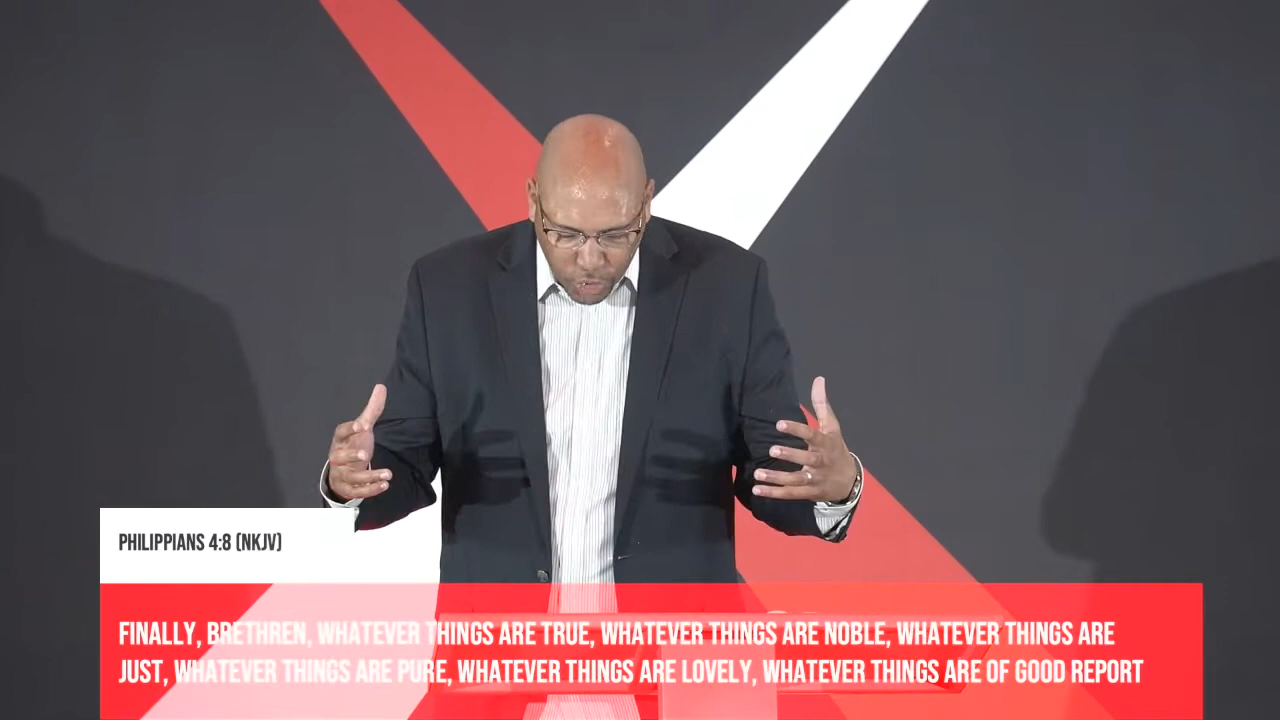 PHILIPPIANS 4:8 (NKJV)
FINALLY, BRETHREN, WHATEVER THINGS ARE TRUE, WHATEVER THINGS ARE NOBLE, WHATEVER THINGS ARE
JUST, WHATEVER THINGS ARE PURE, WHATEVER THINGS ARE LOVELY, WHATEVER THINGS ARE OF GOOD REPORT